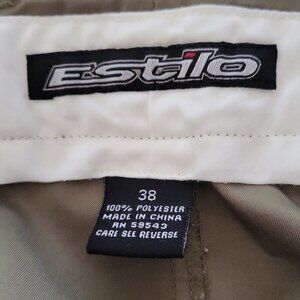 Estilo
38
100% POLYESTER
MADE IN CHINA
RN 59543
CARE SEE REVERSE